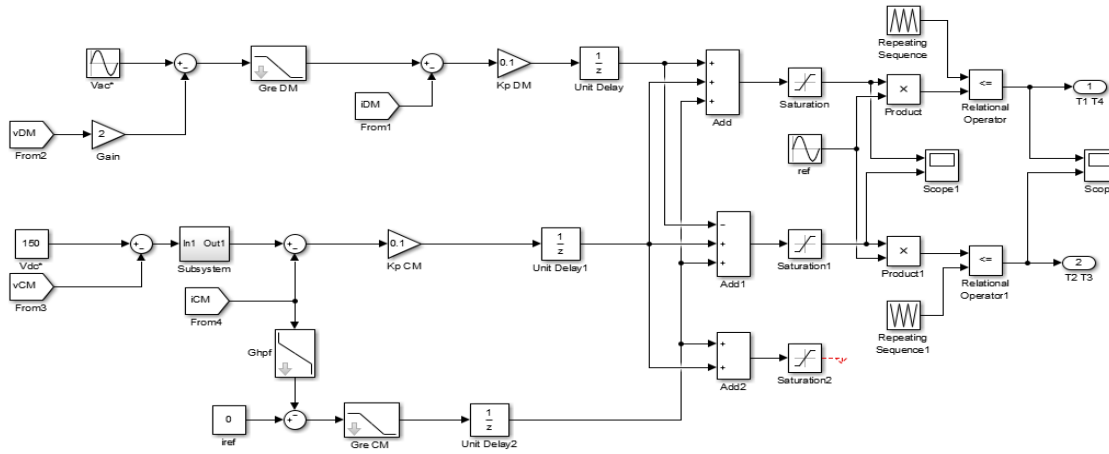 Vac*
Gre DM
0.1
Kp DM
1
z
Unit Delay
+
+
+
Add
Saturation
×
Product
Repeating
Sequence
<=
Relational
Operator
1
T1 T4
vDM
From2
2
Gain
iDM
From1
ref
Scope1
Scop
150
Vdc*
vCM
From3
In1 Out1
Subsystem
iCM
From4
0.1
Kp CM
1
z
Unit Delay1
−
+
+
Add1
Saturation1
×
Product1
<=
Relational
Operator1
2
T2 T3
Repeating
Sequence1
Ghpf
0
iref
Gre CM
1
z
Unit Delay2
+
+
Add2
Saturation2